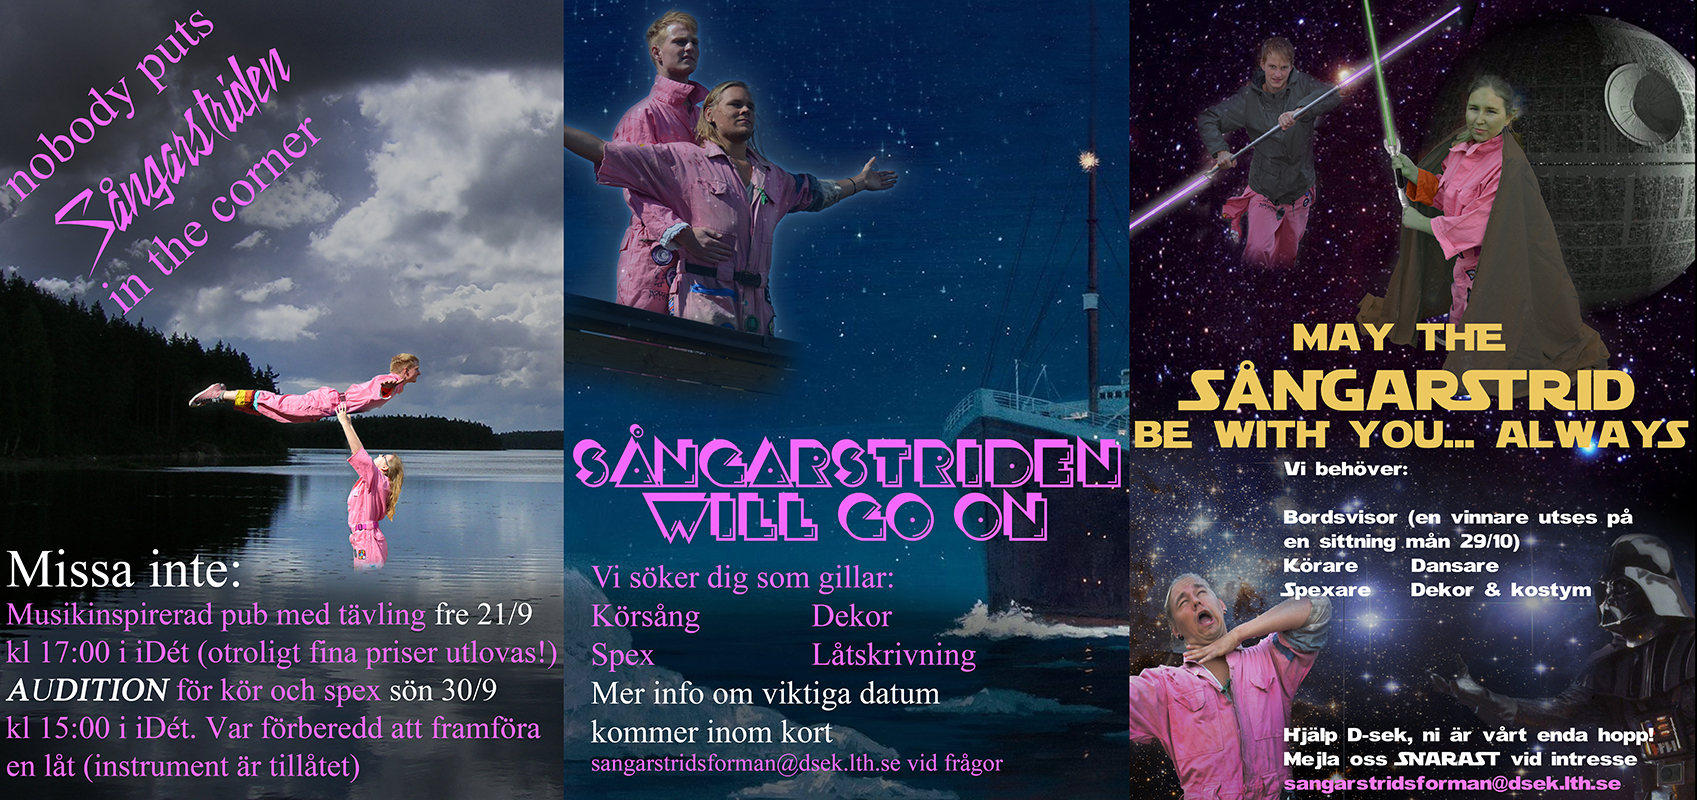 nobody puts
Sångarstriden
in the corner
Missa inte:
Musikinspirerad pub med tävling fre 21/9
kl 17:00 i iDét (otroligt fina priser utlovas!)
AUDITION för kör och spex sön 30/9
kl 15:00 i iDét. Var förberedd att framföra
en låt (instrument är tillåtet)
SÅNGARSTRIDEN
WILL GO ON
Vi söker dig som gillar:
Körsång Dekor
Spex Låtskrivning
Mer info om viktiga datum
kommer inom kort
sangarstridsforman@dsek.lth.se vid frågor
MAY THE
SÅNGARSTRID
BE WITH YOU... ALWAYS
Vi behöver:
Bordsvisor (en vinnare utses på
en sittning mån 29/10)
Körare Dansare
Spexare Dekor & kostym
Hjälp D-sek, ni är vårt enda hopp!
Mejla oss SNARAST vid intresse
sangarstridsforman@dsek.lth.se